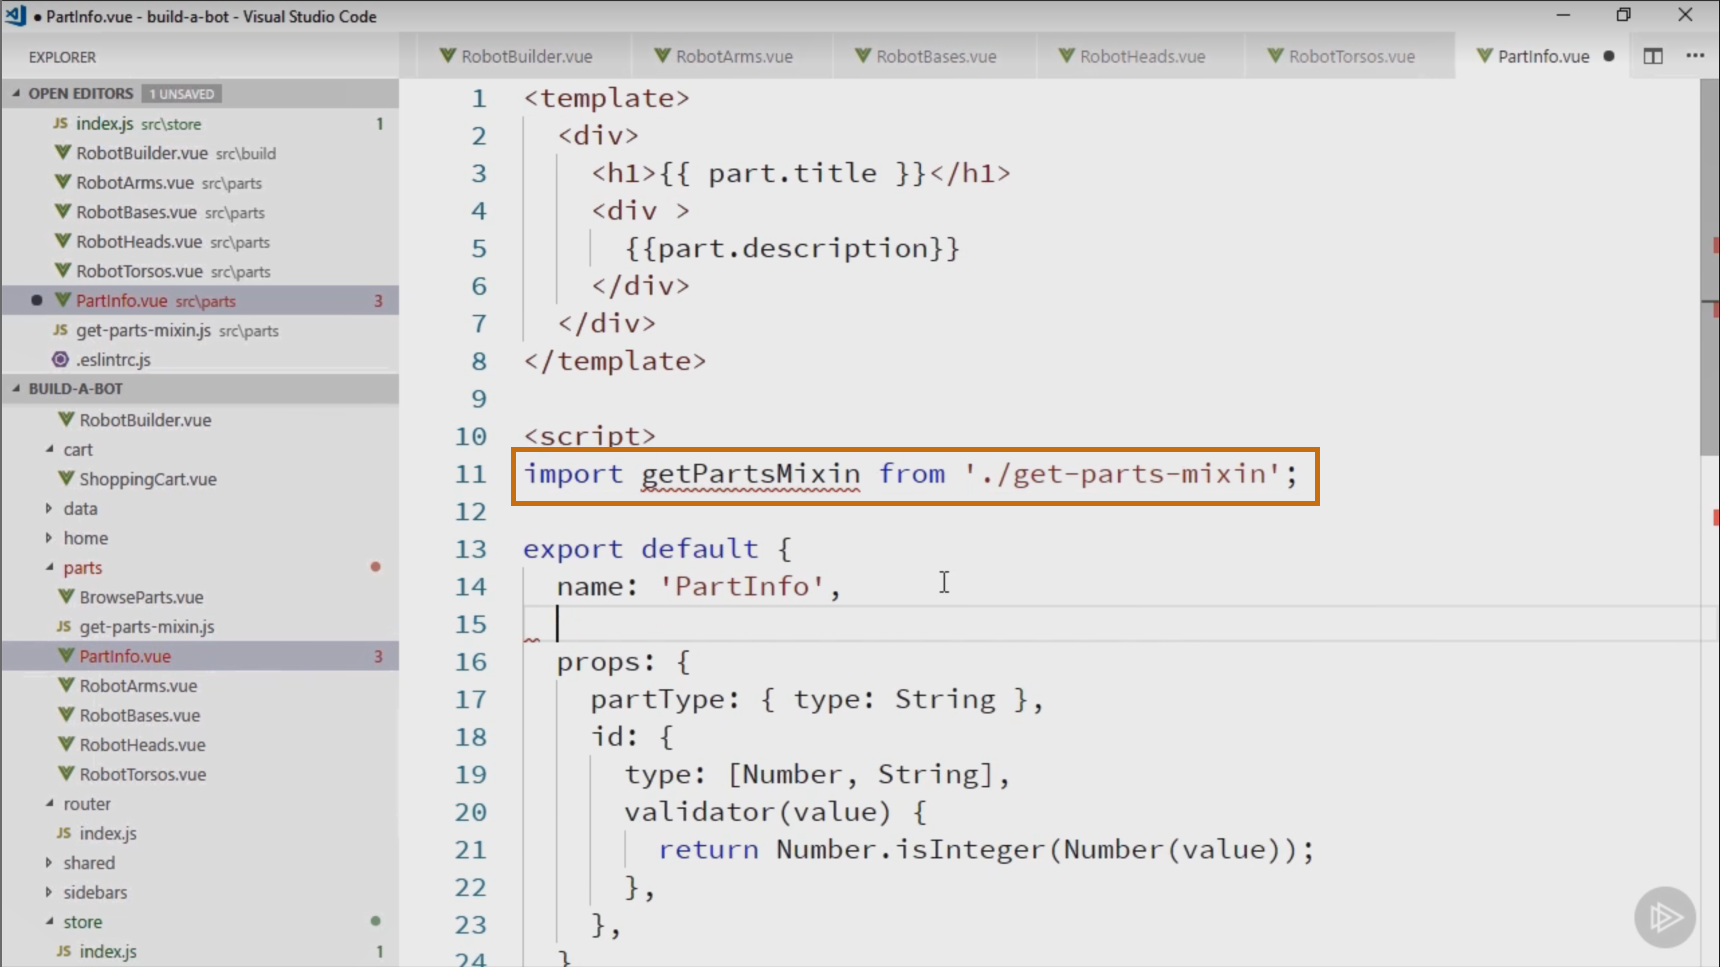 PartInfo.vue - build-a-bot - Visual Studio Code
EXPLORER
RobotBuilder.vue
RobotArms.vue
RobotBases.vue
RobotHeads.vue
RobotTorsos.vue
PartInfo.vue
OPEN EDITORS 1 UNSAVED
JS index.js src\store 1
RobotBuilder.vue src\build
RobotArms.vue src\parts
RobotBases.vue src\parts
RobotHeads.vue src\parts
RobotTorsos.vue src\parts
PartInfo.vue src\parts 3
JS get-parts-mixin.js src\parts
.eslintrc.js
BUILD-A-BOT
RobotBuilder.vue
cart
ShoppingCart.vue
data
home
parts
BrowseParts.vue
JS get-parts-mixin.js
PartInfo.vue 3
RobotArms.vue
RobotBases.vue
RobotHeads.vue
RobotTorsos.vue
router
JS index.js
shared
sidebars
store
JS index.js 1
1 <template>
2 <div>
3 <h1>{{ part.title }}</h1>
4 <div >
5 {{part.description}}
6 </div>
7 </div>
8 </template>
9
10 <script>
11 import getPartsMixin from './get-parts-mixin';
12
13 export default {
14 name: 'PartInfo',
15
16 props: {
17 partType: { type: String },
18 id: {
19 type: [Number, String],
20 validator(value) {
21 return Number.isInteger(Number(value));
22 },
23 },
24 }